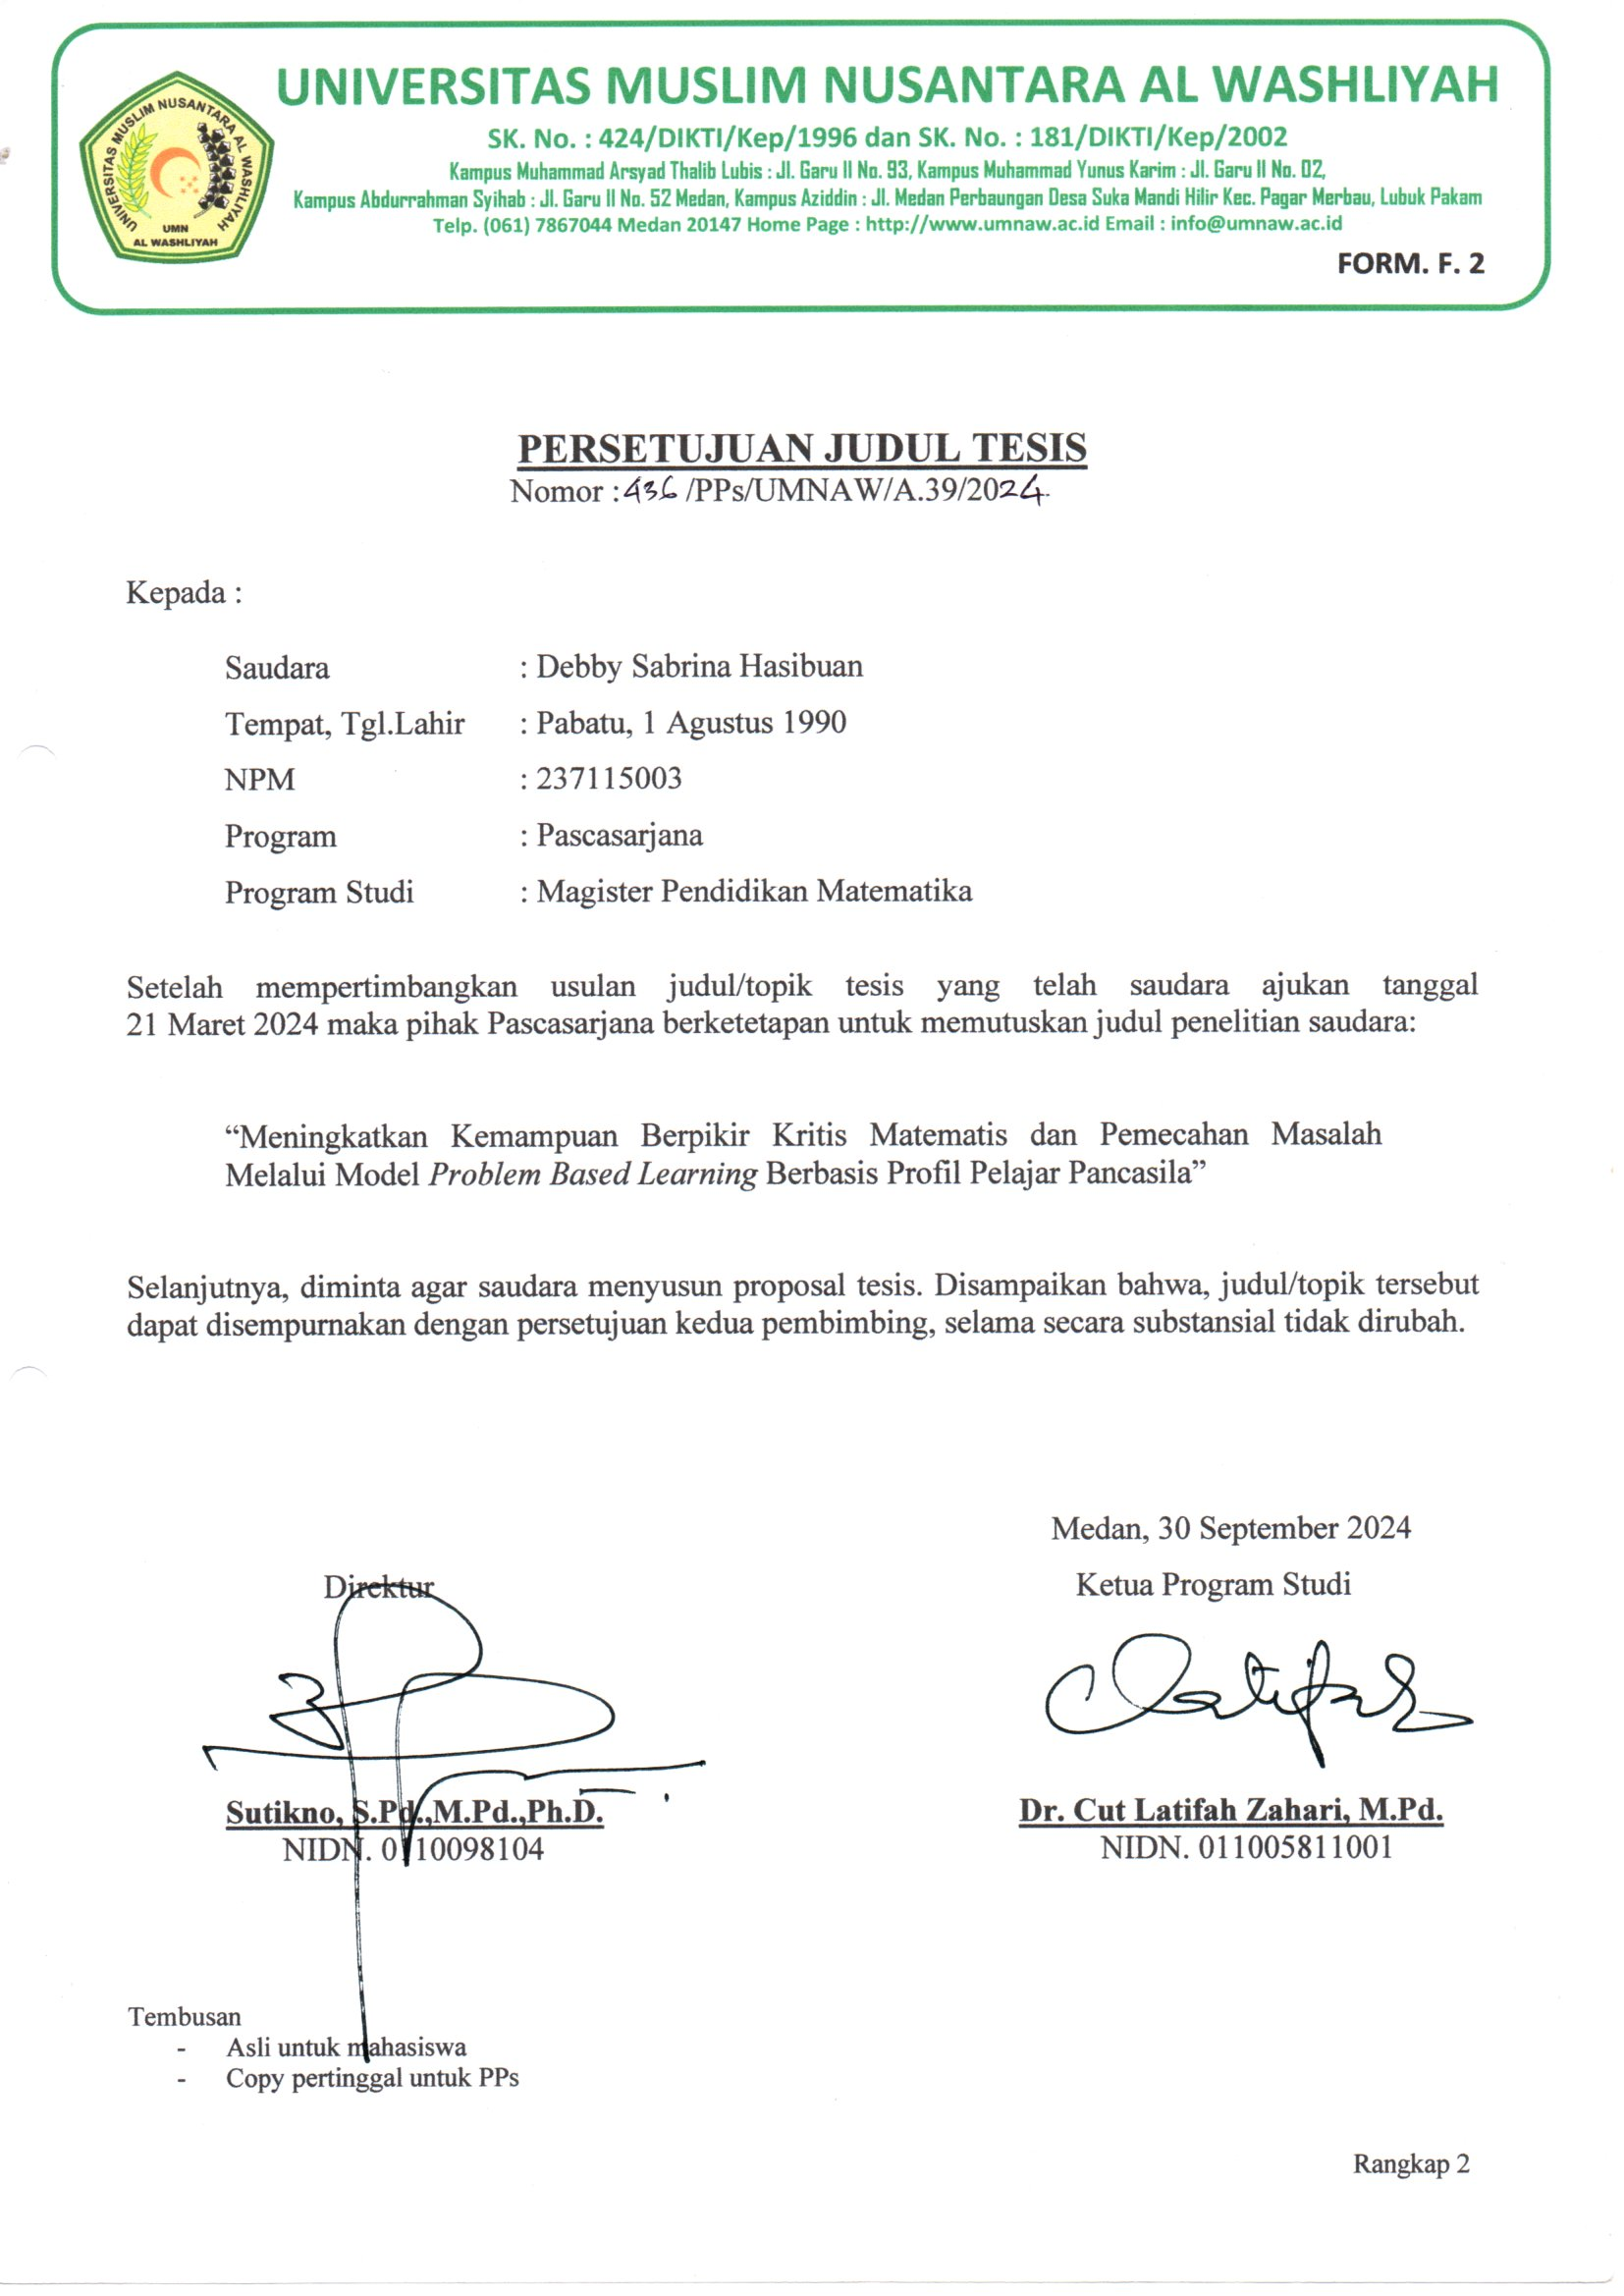 UNIVERSITAS MUSLIM NUSANTARA AL WASHLIYAH
UMN
AL WASHLIYAH
UNIVERSITAS MUSLIM NUSANTARA AL WASHLIYAH
SK. No. : 424/DIKTI/Kep/1996 dan SK. No. : 181/DIKTI/Kep/2002
Kampus Muhammad Arsyad Thalib Lubis : Jl. Garu II No. 93, Kampus Muhammad Yunus Karim : Jl. Garu II No. 02,
Kampus Abdurrahman Syihab : Jl. Garu II No. 52 Medan, Kampus Aziddin : Jl. Medan Perbaungan Desa Suka Mandi Hilir Kec. Pagar Merbau, Lubuk Pakam
Telp. (061) 7867044 Medan 20147 Home Page : http://www.umnaw.ac.id Email : info@umnaw.ac.id
FORM. F. 2
PERSETUJUAN JUDUL TESIS
Nomor : 436 /PPs/UMNAW/A.39/2024.
Kepada :
Saudara : Debby Sabrina Hasibuan
Tempat, Tgl.Lahir : Pabatu, 1 Agustus 1990
NPM : 237115003
Program : Pascasarjana
Program Studi : Magister Pendidikan Matematika
Setelah mempertimbangkan usulan judul/topik tesis yang telah saudara ajukan tanggal
21 Maret 2024 maka pihak Pascasarjana berketetapan untuk memutuskan judul penelitian saudara:
“Meningkatkan Kemampuan Berpikir Kritis Matematis dan Pemecahan Masalah
Melalui Model Problem Based Learning Berbasis Profil Pelajar Pancasila”
Selanjutnya, diminta agar saudara menyusun proposal tesis. Disampaikan bahwa, judul/topik tersebut
dapat disempurnakan dengan persetujuan kedua pembimbing, selama secara substansial tidak dirubah.
Medan, 30 September 2024
Direktur
Ketua Program Studi
Sutikno, S.Pd.,M.Pd.,Ph.D.
NIDN. 0110098104
Dr. Cut Latifah Zahari, M.Pd.
NIDN. 011005811001
Tembusan
- Asli untuk mahasiswa
- Copy pertinggal untuk PPs
Rangkap 2